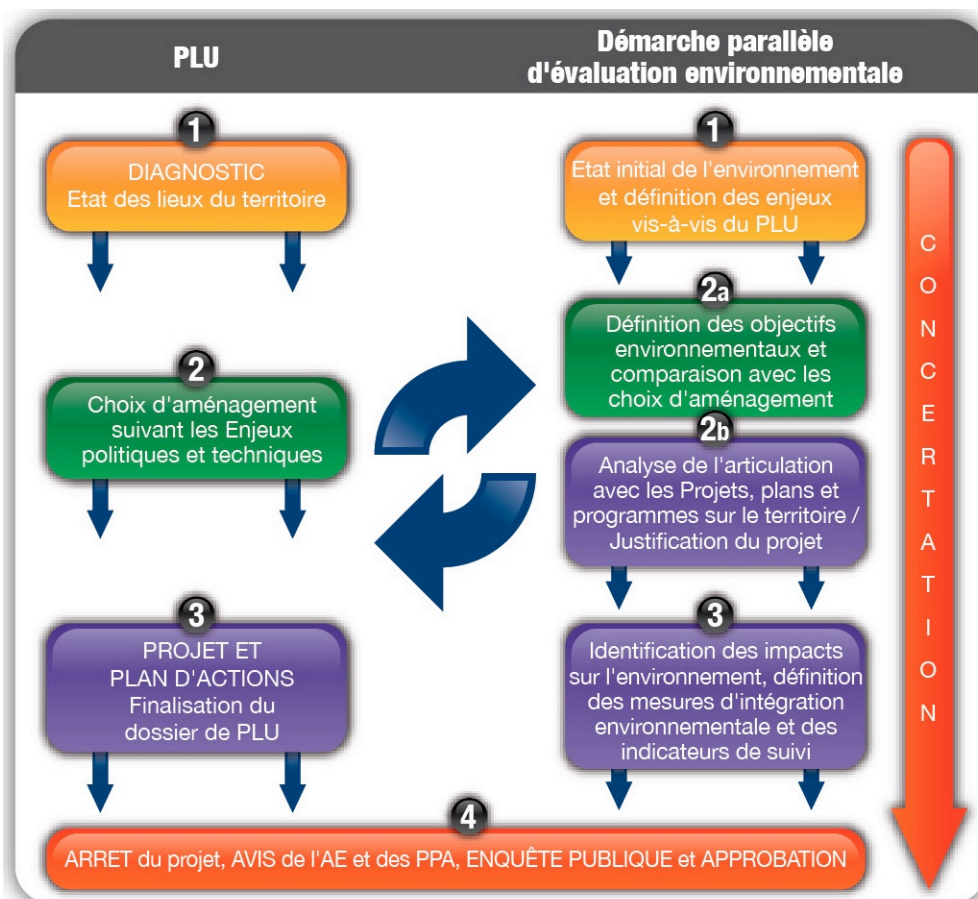 PLU
Démarche parallèle
d'évaluation environnementale
1
DIAGNOSTIC
Etat des lieux du territoire
2
Choix d'aménagement
suivant les Enjeux
politiques et techniques
3
PROJET ET
PLAN D'ACTIONS
Finalisation du
dossier de PLU
1
Etat initial de l'environnement
et définition des enjeux
vis-à-vis du PLU
2a
Définition des objectifs
environnementaux et
comparaison avec les
choix d'aménagement
2b
Analyse de l'articulation
avec les Projets, plans et
programmes sur le territoire /
Justification du projet
3
Identification des impacts
sur l'environnement, définition
des mesures d'intégration
environnementale et des
indicateurs de suivi
4
ARRET du projet, AVIS de l'AE et des PPA, ENQUÊTE PUBLIQUE et APPROBATION
CONCERTATION